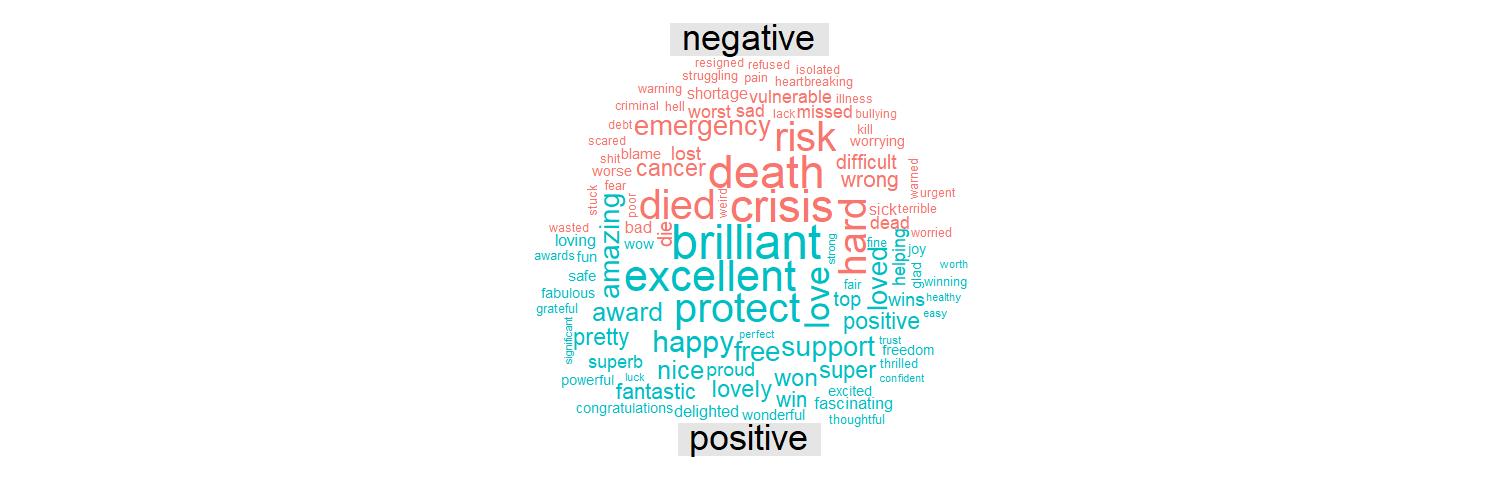 negative
resigned refused isolated
struggling pain heartbreaking
warning shortage vulnerable illness
criminal hell worst sad lack missed bullying
debt emergency risk kill
scared worrying
shit blame lost difficult
worse cancer death wrong warned
stuck fear poor died weird crisis hard urgent
sick terrible
wasted bad die dead worried
loving amazing wow brilliant strong fine helping joy
awards fun
safe excellent love loved glad worth
fabulous fair winning
grateful award protect top wins healthy
positive easy
significant pretty happy perfect free support trust
freedom
superb nice proud super thrilled
powerful luck won confident
fantastic lovely win excited
congratulations delighted wonderful fascinating
thoughtful
positive